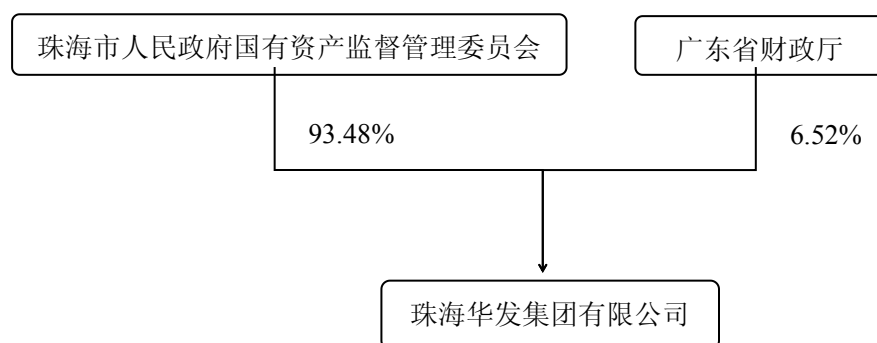 珠海市人民政府国有资产监督管理委员会
广东省财政厅
93.48%
6.52%
珠海华发集团有限公司